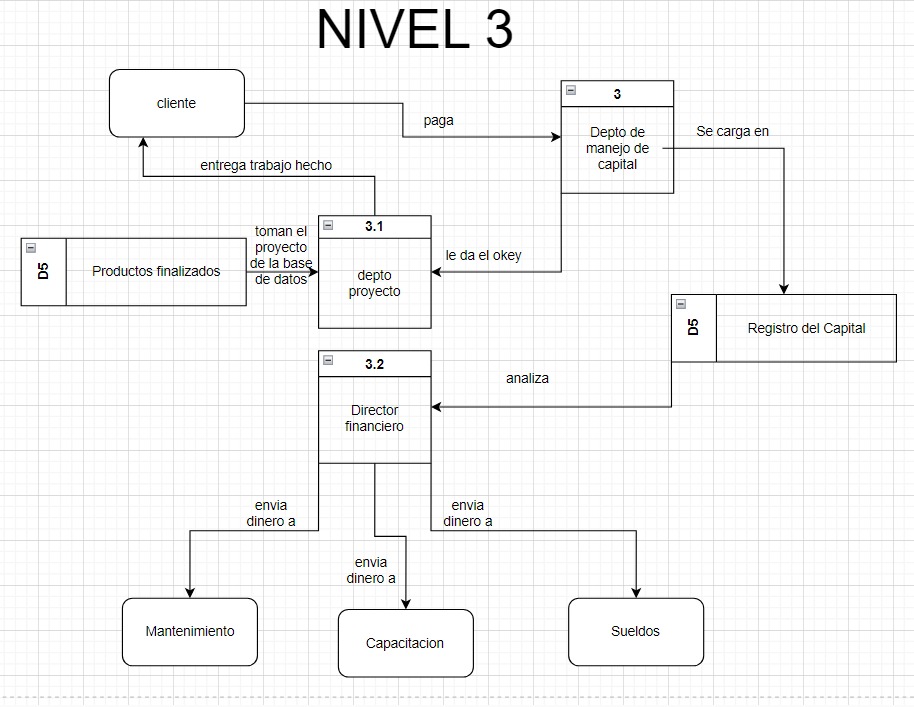 NIVEL 3
cliente
paga
3
Depto de
manejo de
capital
Se carga en
entrega trabajo hecho
D5
Productos finalizados
toman el
proyecto
de la base
de datos
3.1
depto
proyecto
le da el okey
D5
Registro del Capital
3.2
Director
financiero
analiza
envia
dinero a
envia
dinero a
envia
dinero a
Mantenimiento
Capacitacion
Sueldos